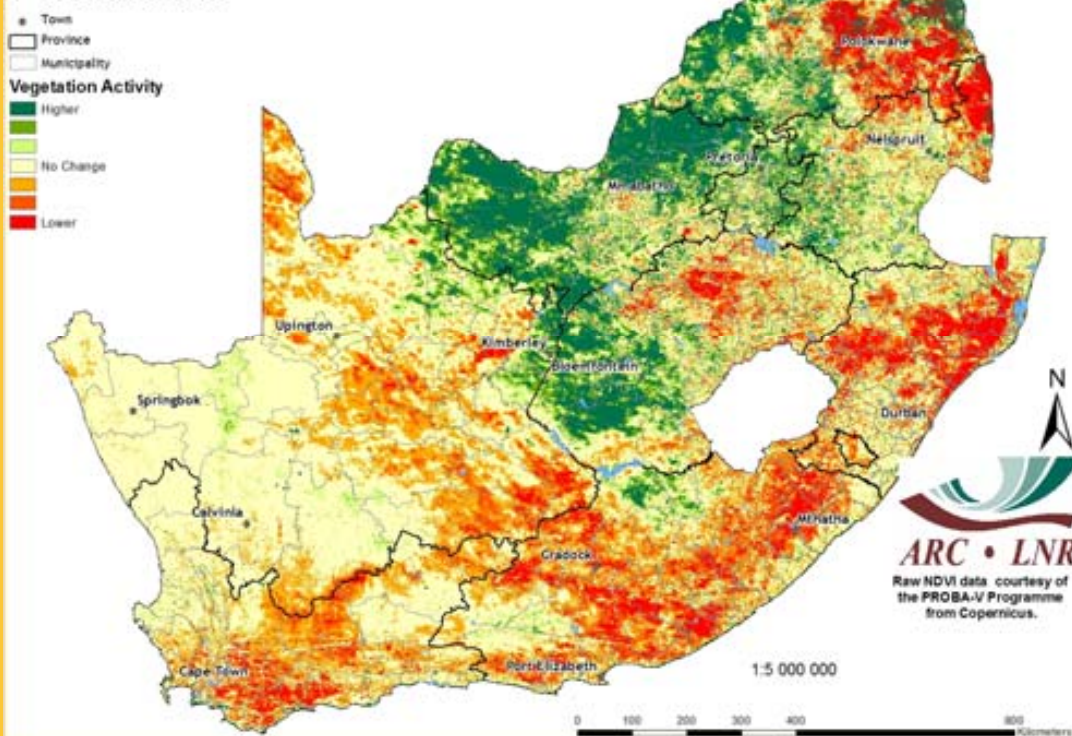 Town
Province
Municipality
Vegetation Activity
Higher
No Change
Lower
Polokwane
Nelspruit
Pretoria
Mmabatho
Upington
Kimberley
Bloemfontein
Springbok
Durban
N
Calvinia
Mthatha
Cradock
ARC • LNR
Raw NDVI data courtesy of
the PROBA-V Programme
from Copernicus.
Cape Town
Port Elizabeth
1:5 000 000
0 100 200 300 400 800
Kilometers